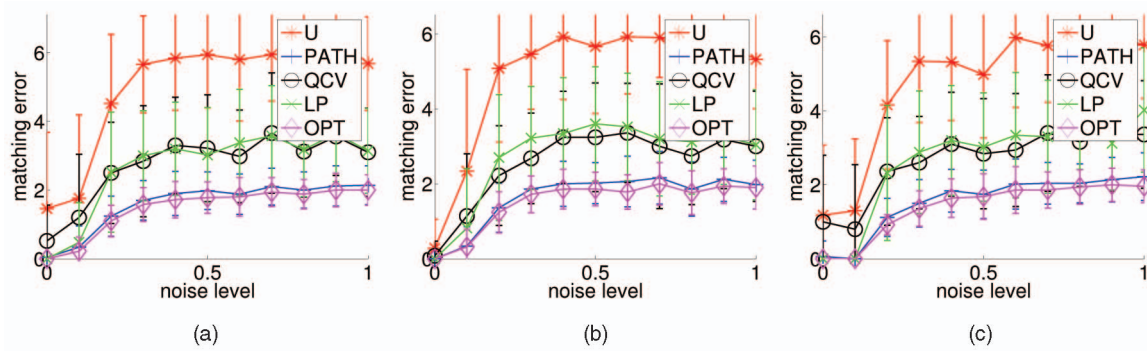 matching error
6
4
2
0
0
0.5
1
noise level
U
PATH
QCV
LP
OPT
(a)
matching error
6
4
2
0
0
0.5
1
noise level
U
PATH
QCV
LP
OPT
(b)
matching error
6
4
2
0
0
0.5
1
noise level
U
PATH
QCV
LP
OPT
(c)